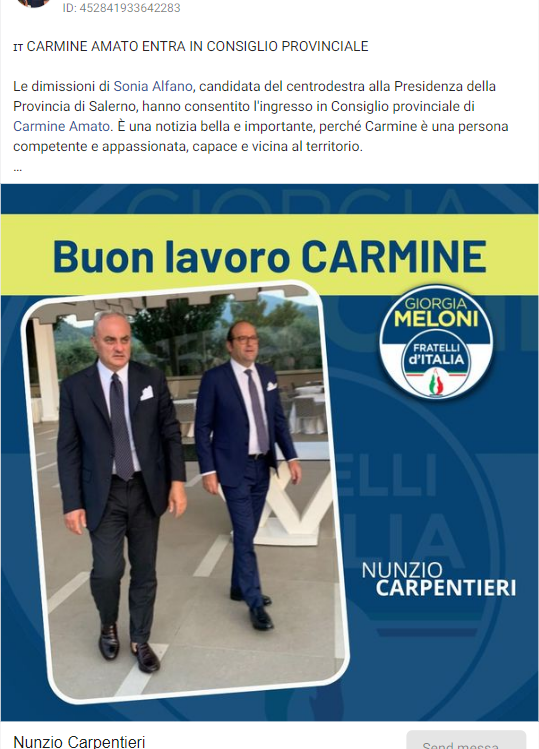 ID: 452841933642283
IT CARMINE AMATO ENTRA IN CONSIGLIO PROVINCIALE
Le dimissioni di Sonia Alfano, candidata del centrodestra alla Presidenza della
Provincia di Salerno, hanno consentito l'ingresso in Consiglio provinciale di
Carmine Amato. È una notizia bella e importante, perché Carmine è una persona
competente e appassionata, capace e vicina al territorio.
...
GIORGIA
Buon lavoro CARMINE
GIORGIA
MELONI
FRATELLI
d'ITALIA
ELLI
LIA
NUNZIO
CARPENTIERI
Nunzio Carpentieri
Send messa...